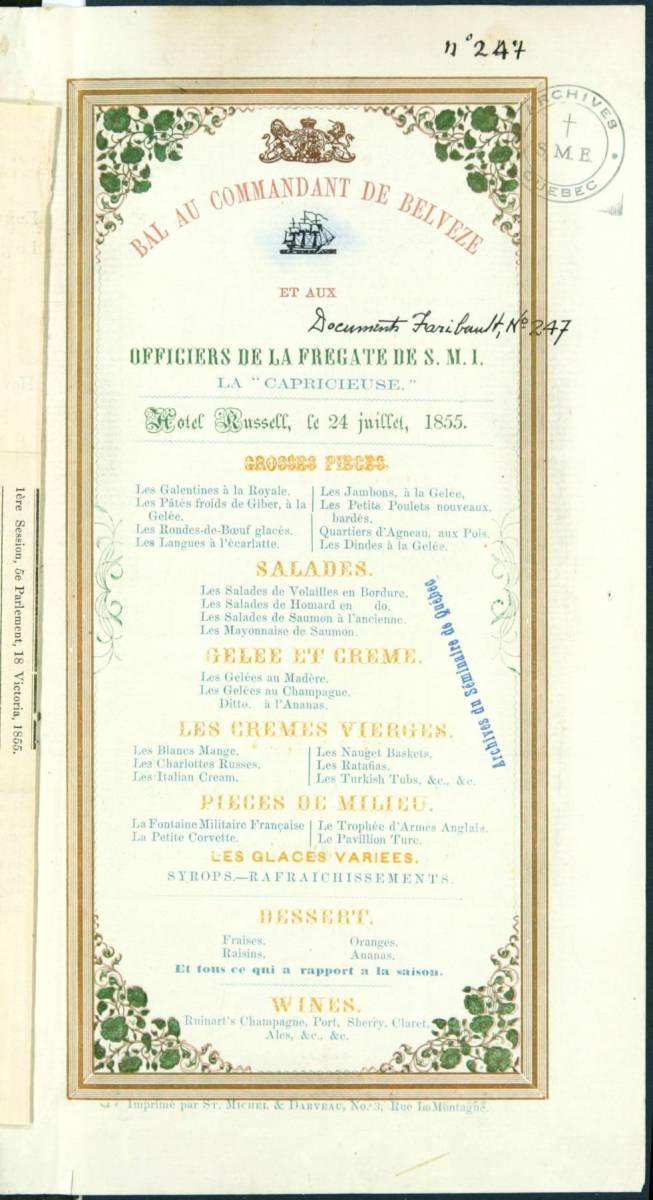 n° 247
ARCHIVES
S. M. E.
QUEBEC
BAL AU COMMANDANT DE BELVEZE
ET AUX
Documents Faribault, No 247
OFFICIERS DE LA FREGATE DE S. M. I.
LA "CAPRICIEUSE."
Hotel Russell, le 24 juillet, 1855.
GROSSES PIECES.
Les Galentines à la Royale.
Les Pâtés froids de Giber, à la
Gelée.
Les Rondes-de-Bœuf glacés.
Les Langues à l'écarlatte.
Les Jambons, à la Gelée,
Les Petits Poulets nouveaux,
bardés.
Quartiers d'Agneau, aux Pois.
Les Dindes à la Gelée.
SALADES.
Les Salades de Volailles en Bordure.
Les Salades de Homard en do.
Les Salades de Saumon à l'ancienne.
Les Mayonnaise de Saumon.
Archives du Séminaire de Québec
GELEE ET CREME.
Les Gelées au Madère.
Les Gelées au Champagne.
Ditto. à l'Ananas.
LES CREMES VIERGES.
Les Blancs Mange.
Les Charlottes Russes.
Les Italian Cream.
Les Nauget Baskets,
Les Ratafias.
Les Turkish Tubs, &c., &c.
PIECES DE MILIEU.
La Fontaine Militaire Française
La Petite Corvette.
Le Trophée d'Armes Anglais.
Le Pavillion Turc.
LES GLACES VARIEES.
SYROPS.—RAFRAICHISSEMENTS.
DESSERT.
Fraises.
Raisins.
Oranges.
Ananas.
Et tous ce qui a rapport a la saison.
WINES.
Ruinart's Champagne, Port, Sherry, Claret,
Ales, &c., &c.
Imprimé par ST. MICHEL & DARVEAU, No. 3, Rue LaMontagne.
1ère Session, 5e Parlement, 18 Victoria, 1855.